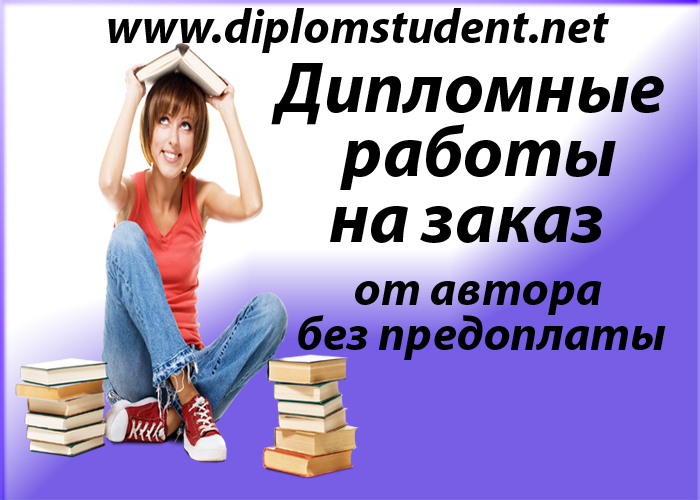 www.diplomstudent.net
Дипломные
работы
на заказ
от автора
без предоплаты